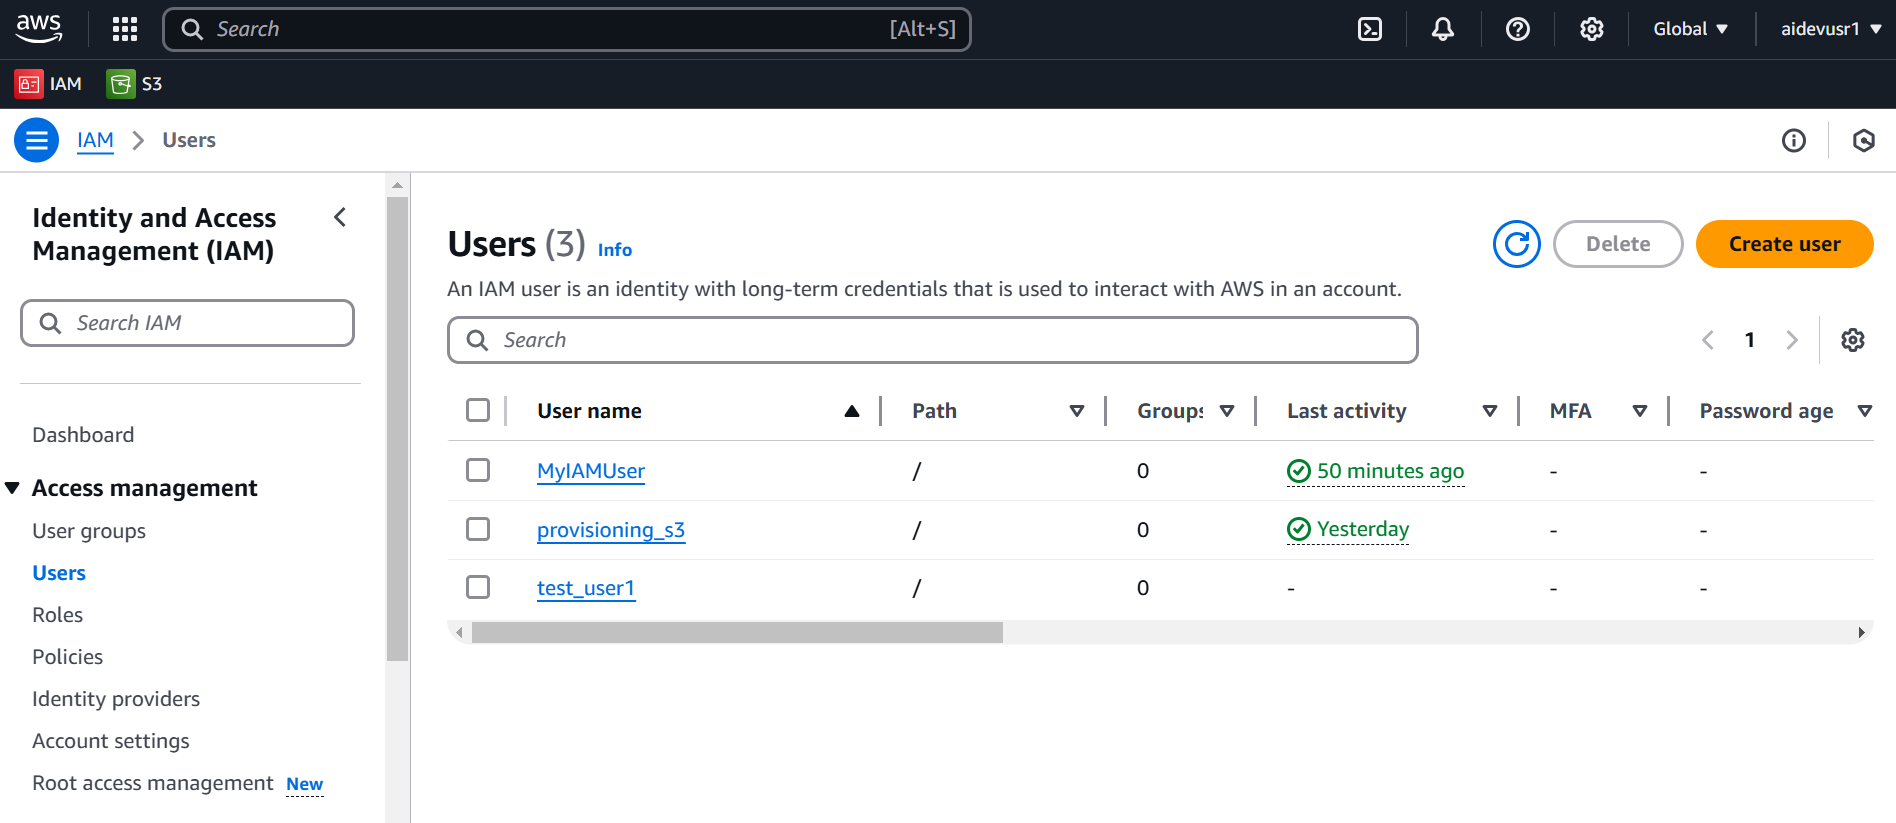 aws
Search [Alt+S]
Global
aidevusr1
IAM
S3
IAM Users
Identity and Access
Management (IAM)
Search IAM
Dashboard
Access management
User groups
Users
Roles
Policies
Identity providers
Account settings
Root access management New
Users (3) Info
Delete
Create user
An IAM user is an identity with long-term credentials that is used to interact with AWS in an account.
Search
1
User name Path Groups Last activity MFA Password age
MyIAMUser / 0 50 minutes ago - -
provisioning_s3 / 0 Yesterday - -
test_user1 / 0 - - -